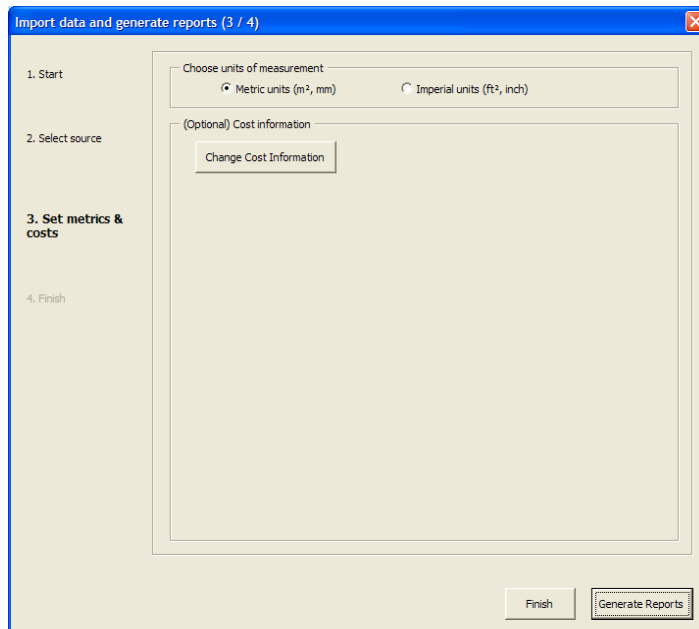 Import data and generate reports (3 / 4)
1. Start
2. Select source
3. Set metrics &
costs
4. Finish
Choose units of measurement
Metric units (m², mm)
Imperial units (ft², inch)
(Optional) Cost information
Change Cost Information
Finish
Generate Reports